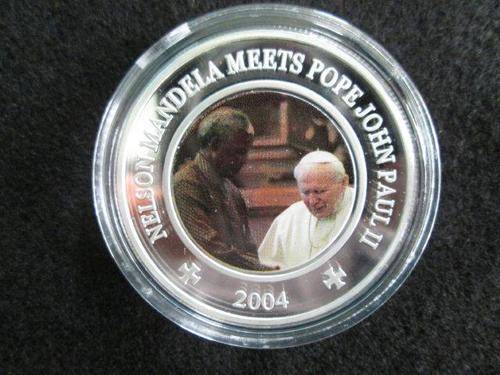 NELSON MANDELA MEETS POPE JOHN PAUL II
2004